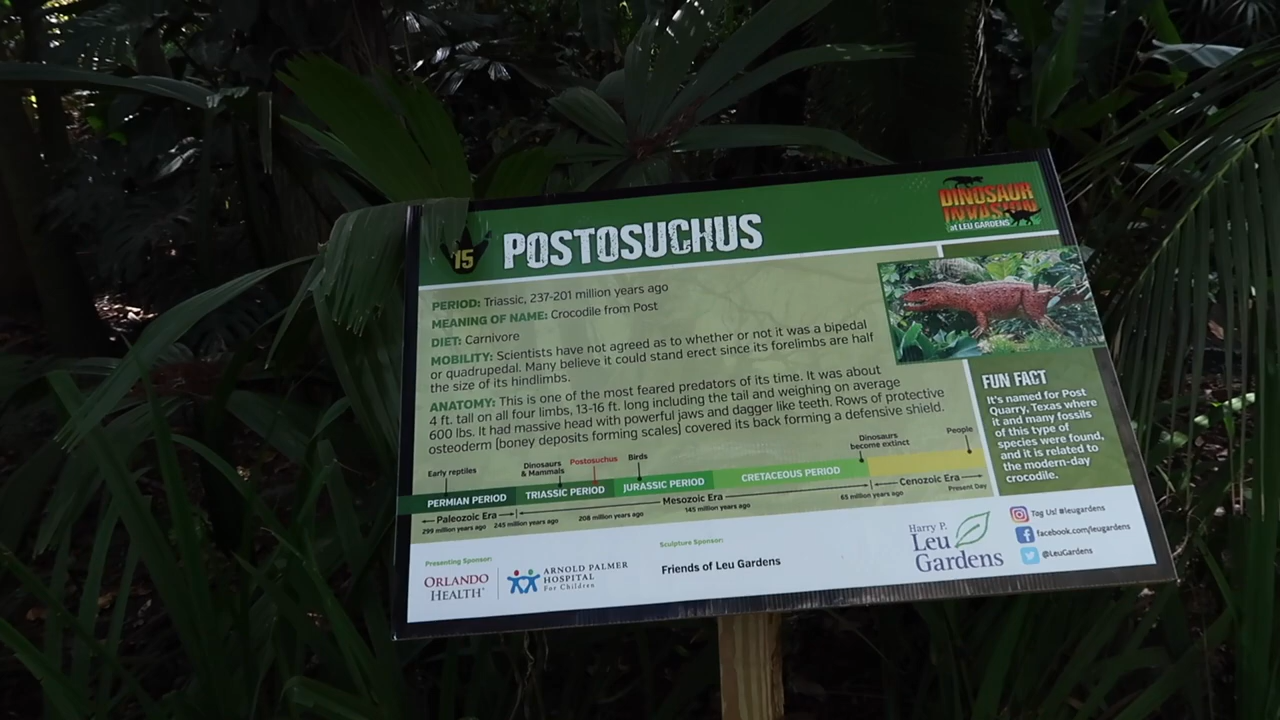 15
POSTOSUCHUS
DINOSAUR
INVASION
at LEU GARDENS
PERIOD: Triassic, 237-201 million years ago
MEANING OF NAME: Crocodile from Post
DIET: Carnivore
MOBILITY: Scientists have not agreed as to whether or not it was a bipedal
or quadrupedal. Many believe it could stand erect since its forelimbs are half
the size of its hindlimbs.
ANATOMY: This is one of the most feared predators of its time. It was about
4 ft. tall on all four limbs, 13-16 ft. long including the tail and weighing on average
600 lbs. It had massive head with powerful jaws and dagger like teeth. Rows of protective
osteoderm (boney deposits forming scales) covered its back forming a defensive shield.
FUN FACT
It's named for Post
Quarry, Texas where
it and many fossils
of this type of
species were found,
and it is related to
the modern-day
crocodile.
Early reptiles
Dinosaurs
& Mammals
Postosuchus
Birds
Dinosaurs
become extinct
People
PERMIAN PERIOD
TRIASSIC PERIOD
JURASSIC PERIOD
CRETACEOUS PERIOD
Paleozoic Era
Mesozoic Era
Cenozoic Era
299 million years ago
245 million years ago
208 million years ago
145 million years ago
65 million years ago
Present Day
Presenting Sponsor:
ORLANDO
HEALTH®
ARNOLD PALMER
HOSPITAL
For Children
Sculpture Sponsor:
Friends of Leu Gardens
Harry P.
Leu
Gardens
Tag Us! #leugardens
facebook.com/leugardens
@LeuGardens